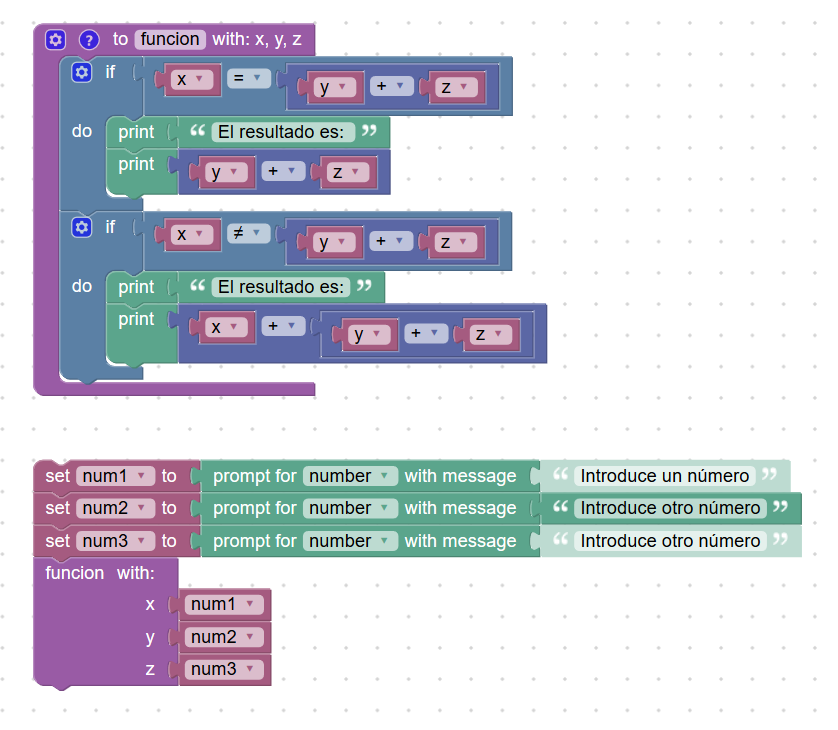 ? to funcion with: x, y, z
if x = y + z
do print “ El resultado es: ”
print y + z
if x ≠ y + z
do print “ El resultado es: ”
print x + y + z
set num1 to prompt for number with message “ Introduce un número ”
set num2 to prompt for number with message “ Introduce otro número ”
set num3 to prompt for number with message “ Introduce otro número ”
funcion with:
x num1
y num2
z num3